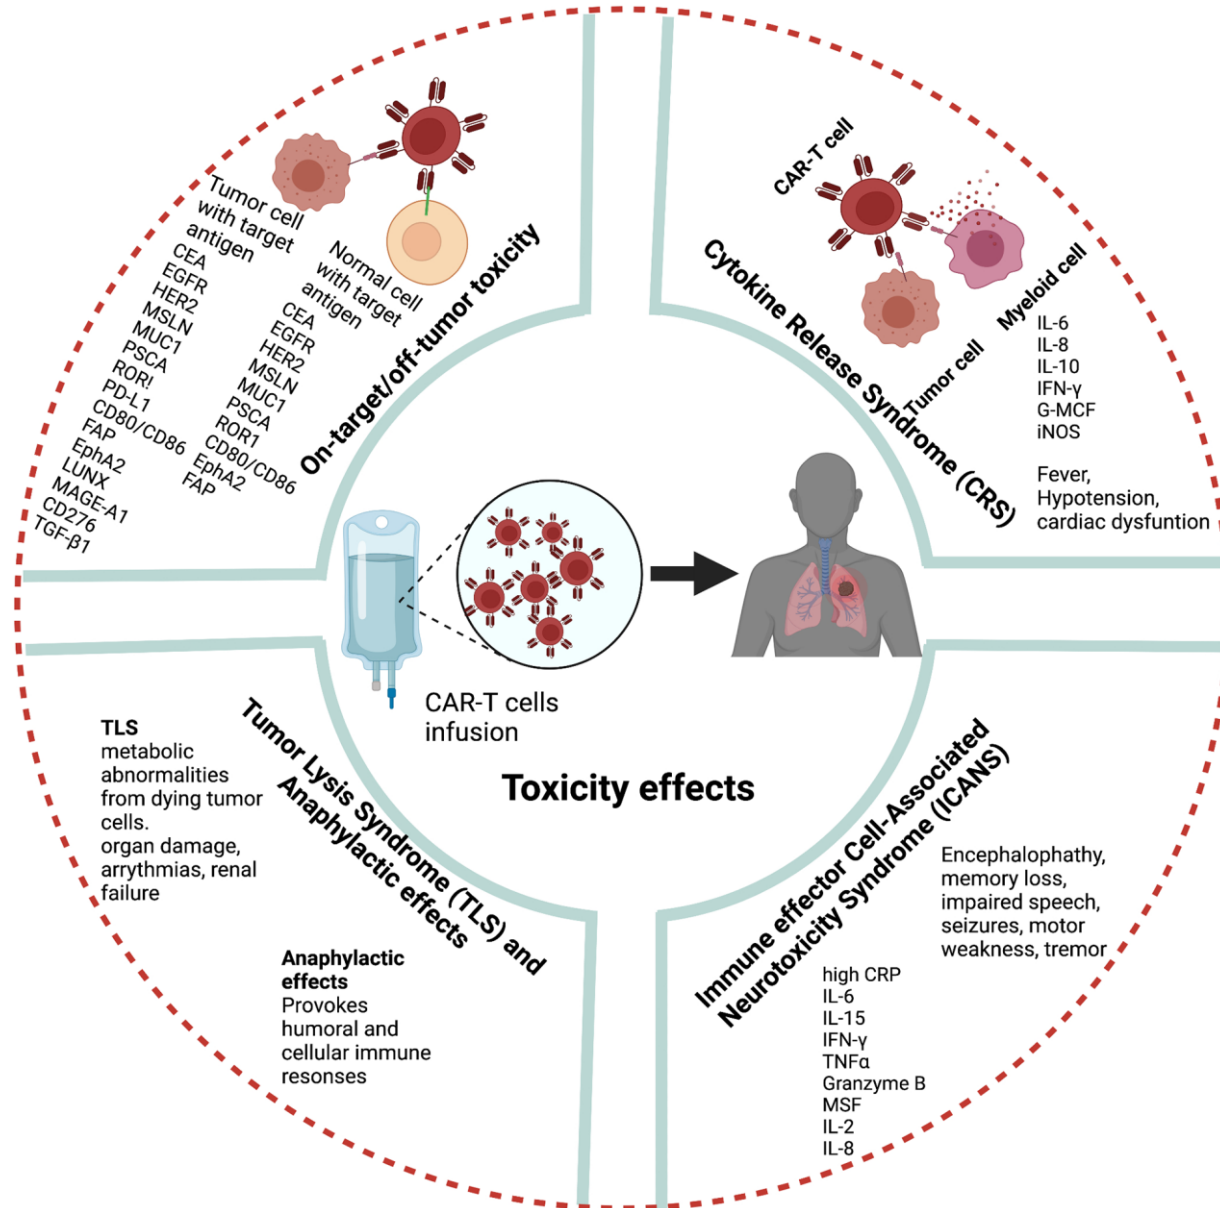 Tumor cell
with target
antigen
CEA
EGFR
HER2
MSLN
MUC1
PSCA
ROR!
PD-L1
CD80/CD86
FAP
EphA2
LUNX
MAGE-A1
CD276
TGF-β1
Normal cell
with target
antigen
CEA
EGFR
HER2
MSLN
MUC1
PSCA
ROR1
CD80/CD86
EphA2
FAP
On-target/off-tumor toxicity
CAR-T cell
Myeloid cell
Tumor cell
Cytokine Release Syndrome (CRS)
IL-6
IL-8
IL-10
IFN-γ
G-MCF
iNOS
Fever,
Hypotension,
cardiac dysfuntion
CAR-T cells
infusion
Toxicity effects
TLS
metabolic
abnormalities
from dying tumor
cells.
organ damage,
arrythmias, renal
failure
Tumor Lysis Syndrome (TLS) and
Anaphylactic effects
Anaphylactic
effects
Provokes
humoral and
cellular immune
resonses
Immune effector Cell-Associated
Neurotoxicity Syndrome (ICANS)
Encephalophathy,
memory loss,
impaired speech,
seizures, motor
weakness, tremor
high CRP
IL-6
IL-15
IFN-γ
TNFα
Granzyme B
MSF
IL-2
IL-8